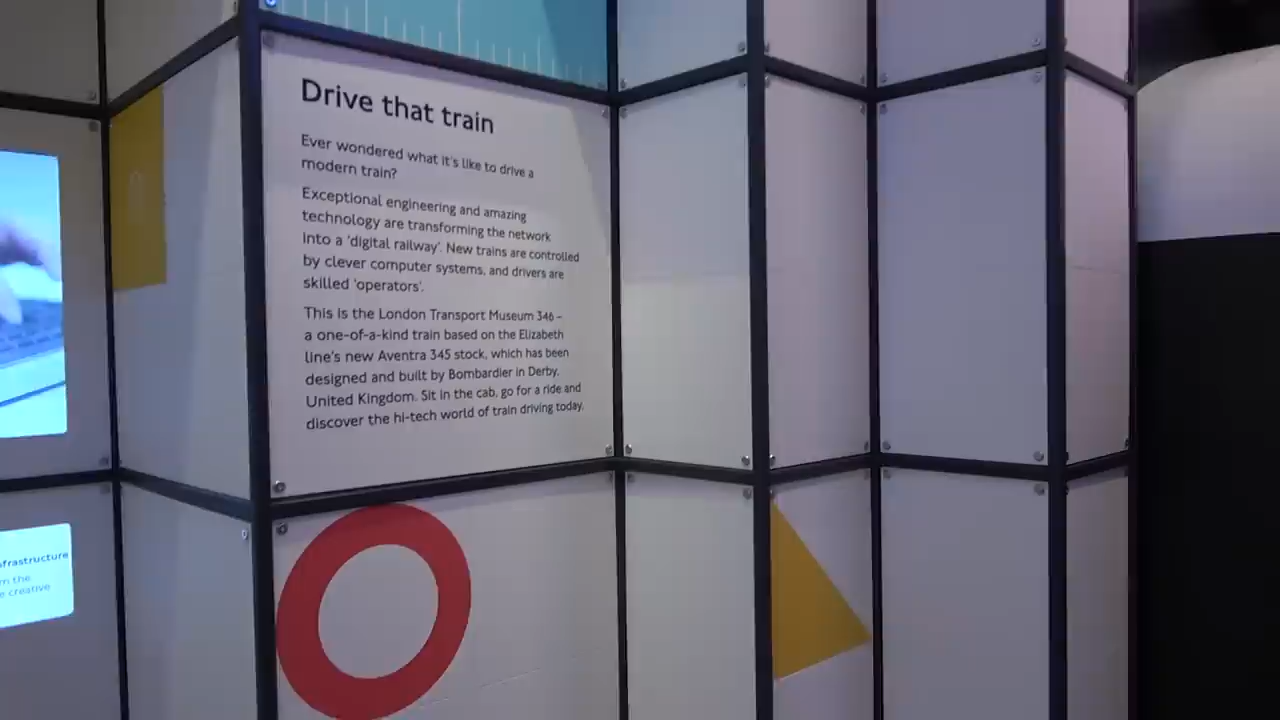 Drive that train
Ever wondered what it's like to drive a
modern train?
Exceptional engineering and amazing
technology are transforming the network
into a 'digital railway'. New trains are controlled
by clever computer systems, and drivers are
skilled 'operators'.
This is the London Transport Museum 346 –
a one-of-a-kind train based on the Elizabeth
line's new Aventra 345 stock, which has been
designed and built by Bombardier in Derby,
United Kingdom. Sit in the cab, go for a ride and
discover the hi-tech world of train driving today.
nfrastructure
m the
e creative